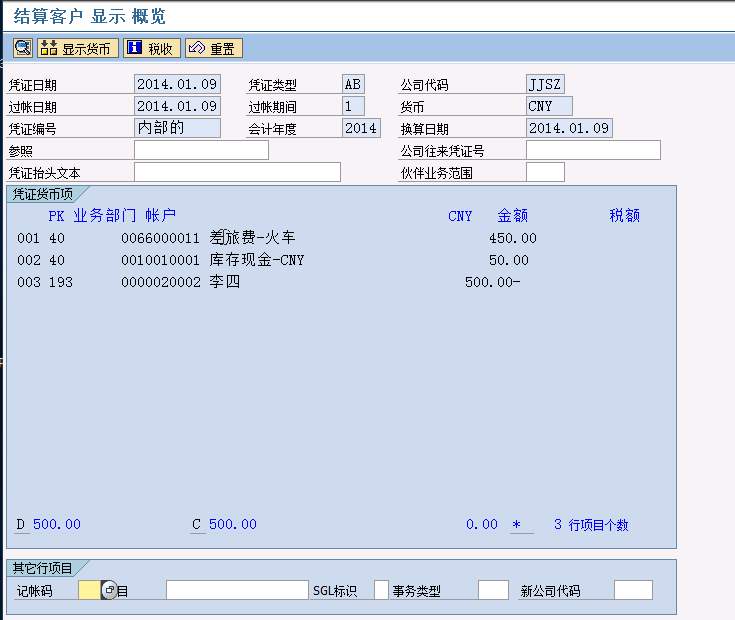 结算客户 显示 概览
显示货币 税收 重置
凭证日期 2014.01.09 凭证类型 AB 公司代码 JJSZ
过帐日期 2014.01.09 过帐期间 1 货币 CNY
凭证编号 内部的 会计年度 2014 换算日期 2014.01.09
参照 公司往来凭证号
凭证抬头文本 伙伴业务范围
凭证货币项
PK 业务部门 帐户 CNY 金额 税额
001 40 0066000011 差旅费-火车 450.00
002 40 0010010001 库存现金-CNY 50.00
003 193 0000020002 李四 500.00-
D 500.00 C 500.00 0.00 * 3 行项目个数
其它行项目
记帐码 目 SGL标识 事务类型 新公司代码